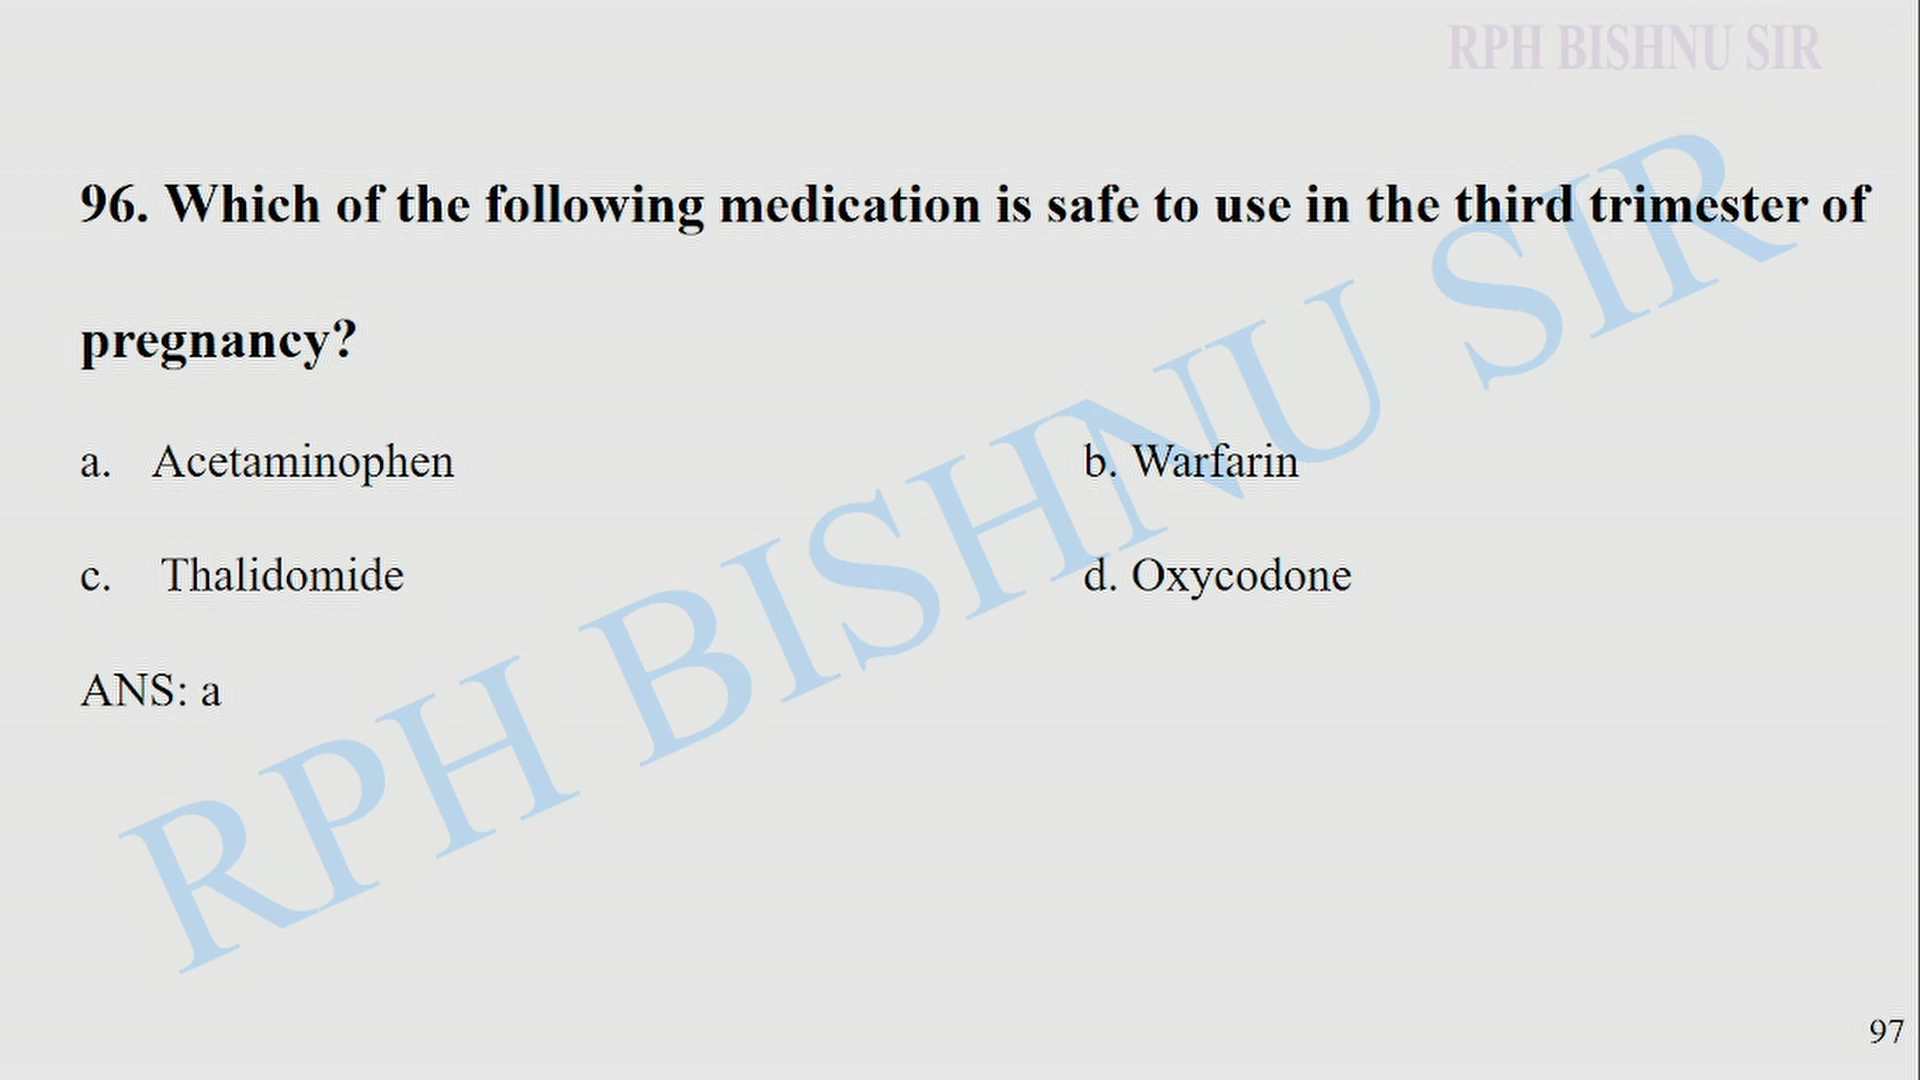 RPH BISHNU SIR
96. Which of the following medication is safe to use in the third trimester of
pregnancy?
a. Acetaminophen
b. Warfarin
c. Thalidomide
d. Oxycodone
ANS: a
RPH BISHNU SIR
97